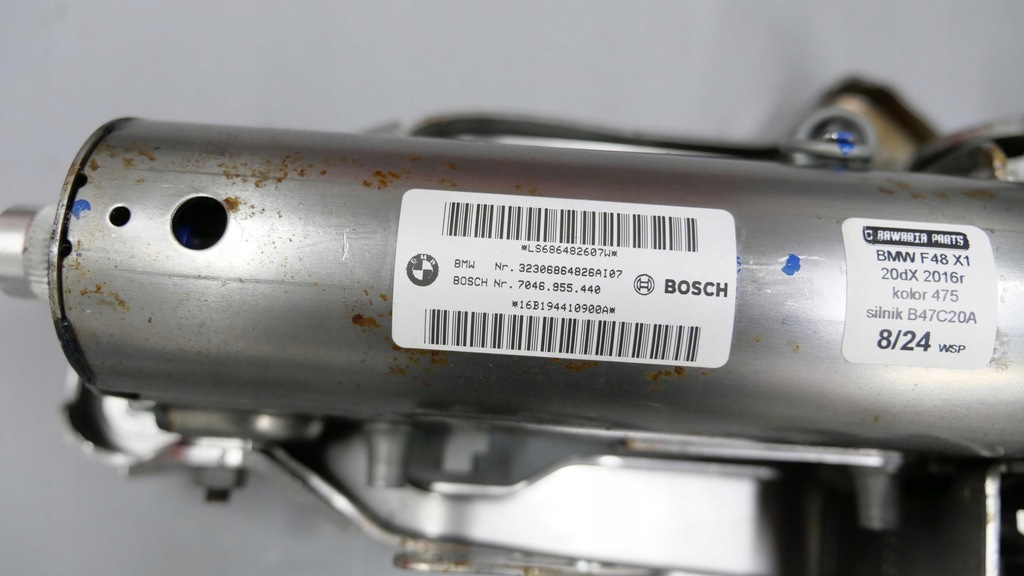 *LS686482607W*
BMW Nr. 32306864826AI07
BOSCH Nr. 7046.955.440
BOSCH
*16B194410900A*
BAWARIA PARTS
BMW F48 X1
20dX 2016r
kolor 475
silnik B47C20A
8/24 WSP